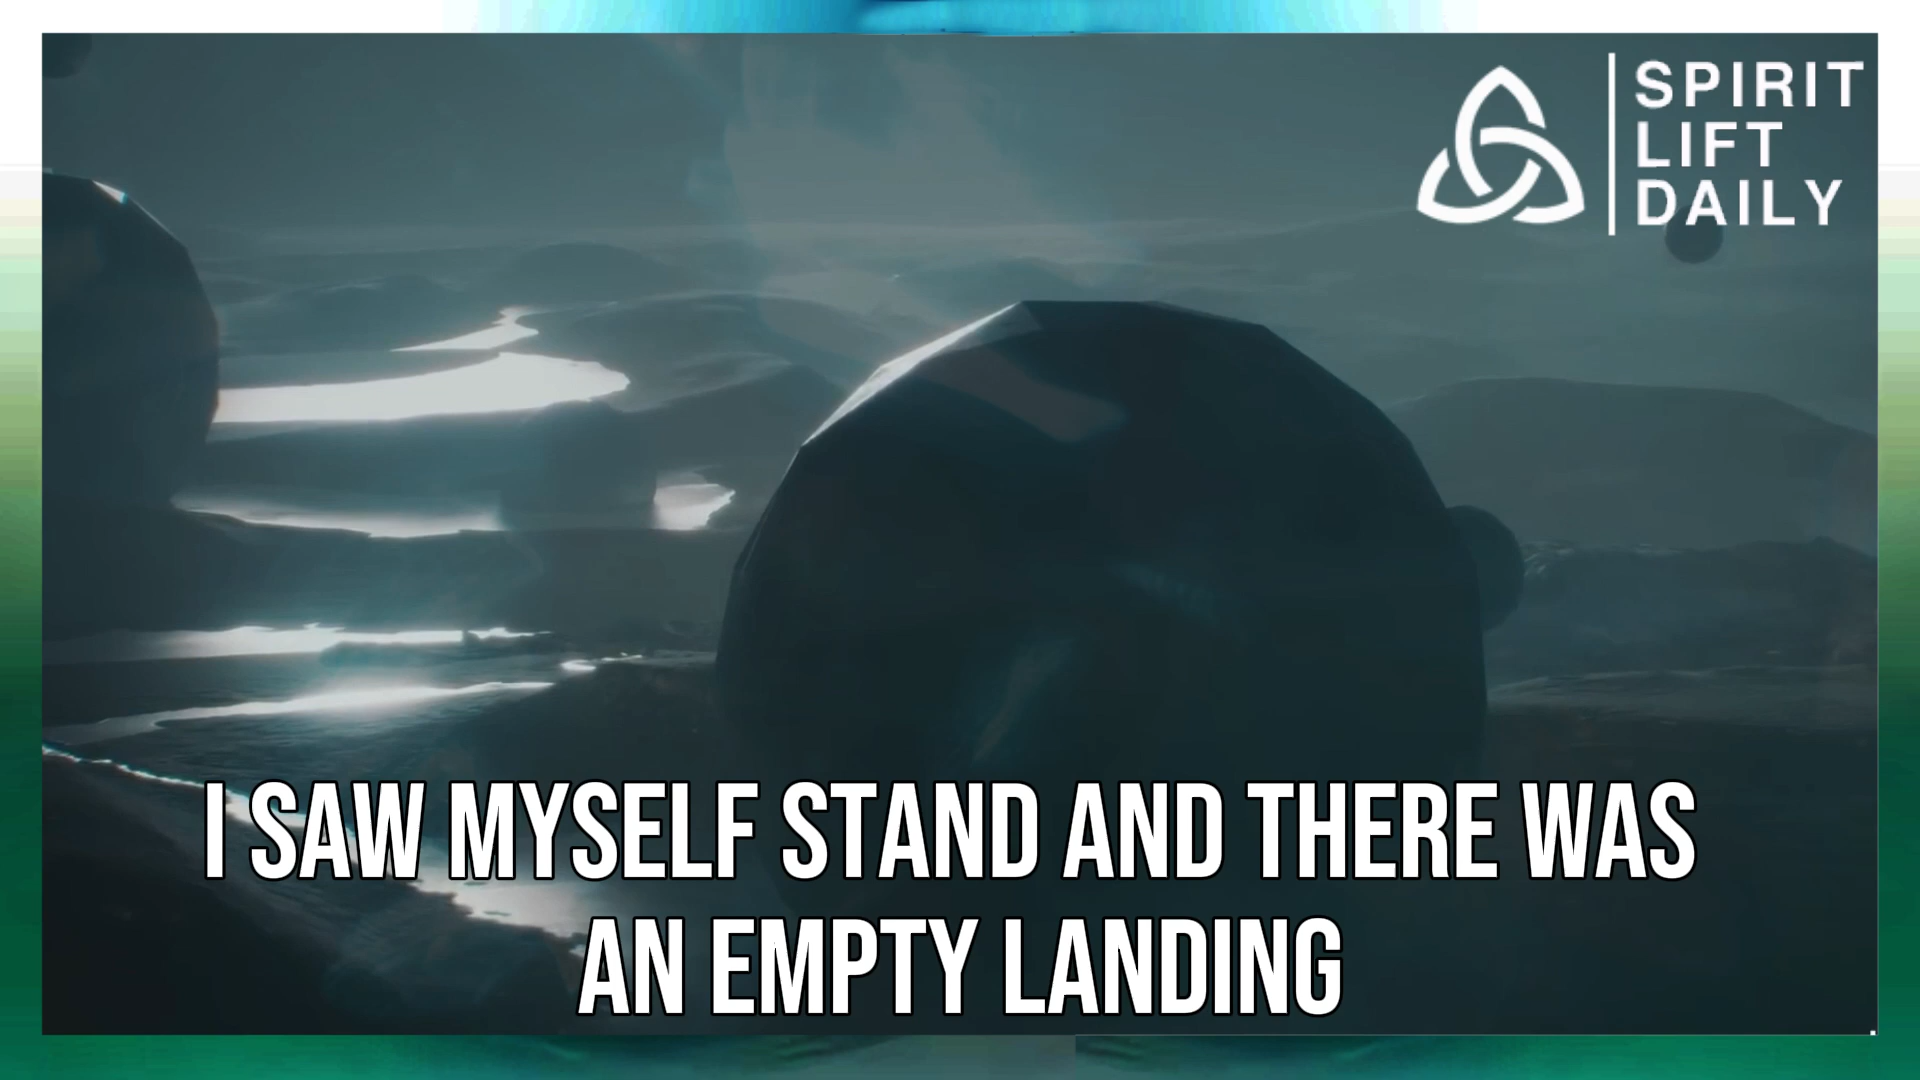 SPIRIT
LIFT
DAILY
I SAW MYSELF STAND AND THERE WAS
AN EMPTY LANDING